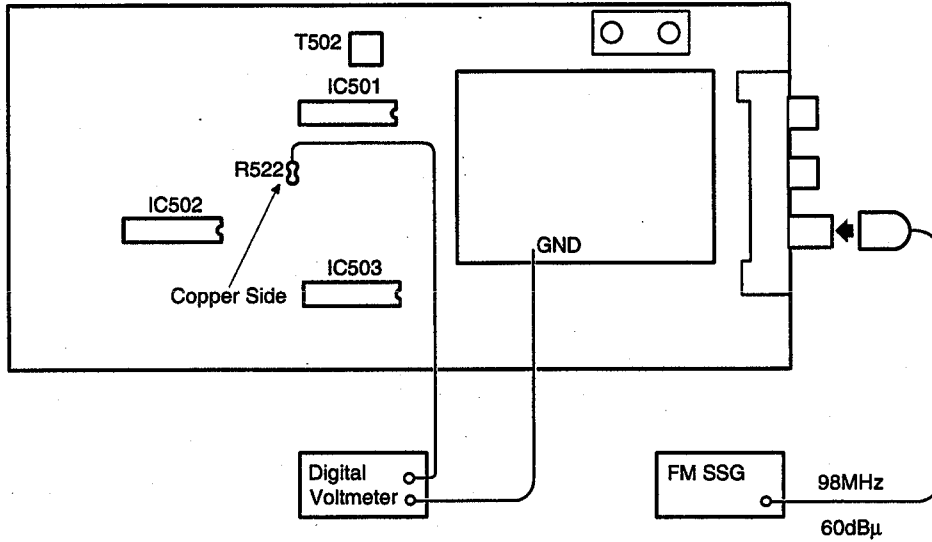 T502
IC501
R522
IC502
GND
IC503
Copper Side
Digital
Voltmeter
FM SSG
98MHz
60dBµ